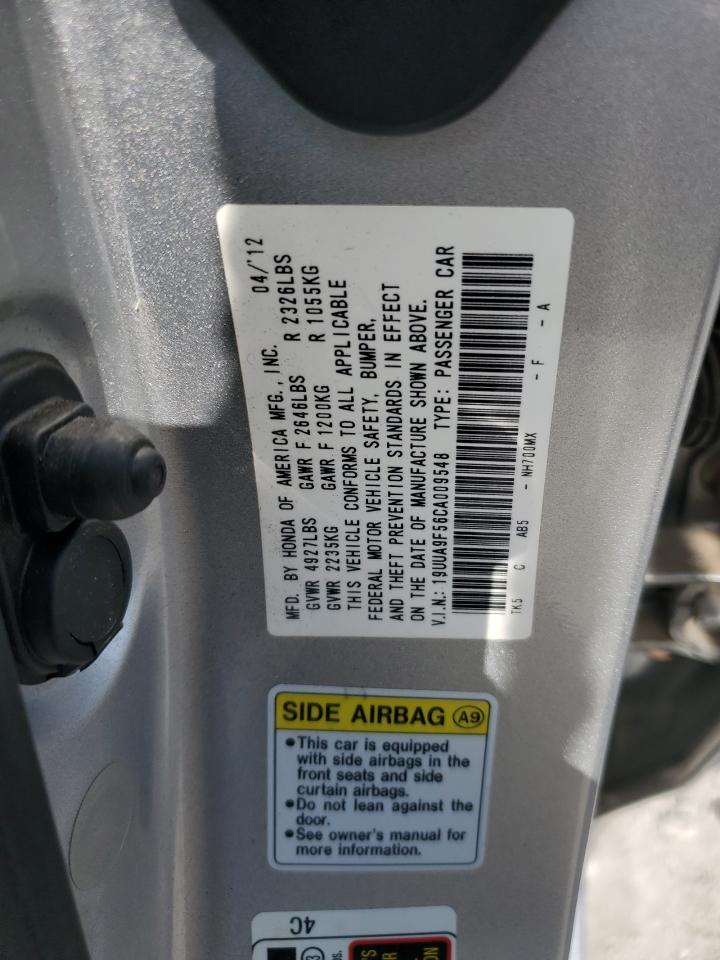 MFD. BY HONDA OF AMERICA MFG., INC. 04/'12
GVWR 4927LBS GAWR F 2646LBS R 2326LBS
GVWR 2235KG GAWR F 1200KG R 1055KG
THIS VEHICLE CONFORMS TO ALL APPLICABLE
FEDERAL MOTOR VEHICLE SAFETY, BUMPER,
AND THEFT PREVENTION STANDARDS IN EFFECT
ON THE DATE OF MANUFACTURE SHOWN ABOVE.
V.I.N.: 19UUA9F56CA009548 TYPE: PASSENGER CAR
TK5 C AB5 - NH700MX - F - A
SIDE AIRBAG A9
●This car is equipped
with side airbags in the
front seats and side
curtain airbags.
●Do not lean against the
door.
●See owner's manual for
more information.
4C